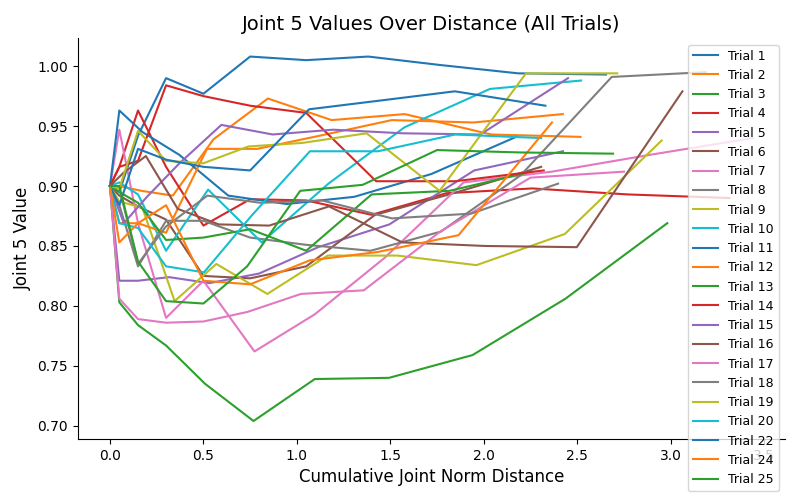 Joint 5 Values Over Distance (All Trials)
Joint 5 Value
1.00
0.95
0.90
0.85
0.80
0.75
0.70
0.0
0.5
1.0
1.5
2.0
2.5
3.0
3.5
Cumulative Joint Norm Distance
Trial 1
Trial 2
Trial 3
Trial 4
Trial 5
Trial 6
Trial 7
Trial 8
Trial 9
Trial 10
Trial 11
Trial 12
Trial 13
Trial 14
Trial 15
Trial 16
Trial 17
Trial 18
Trial 19
Trial 20
Trial 22
Trial 24
Trial 25